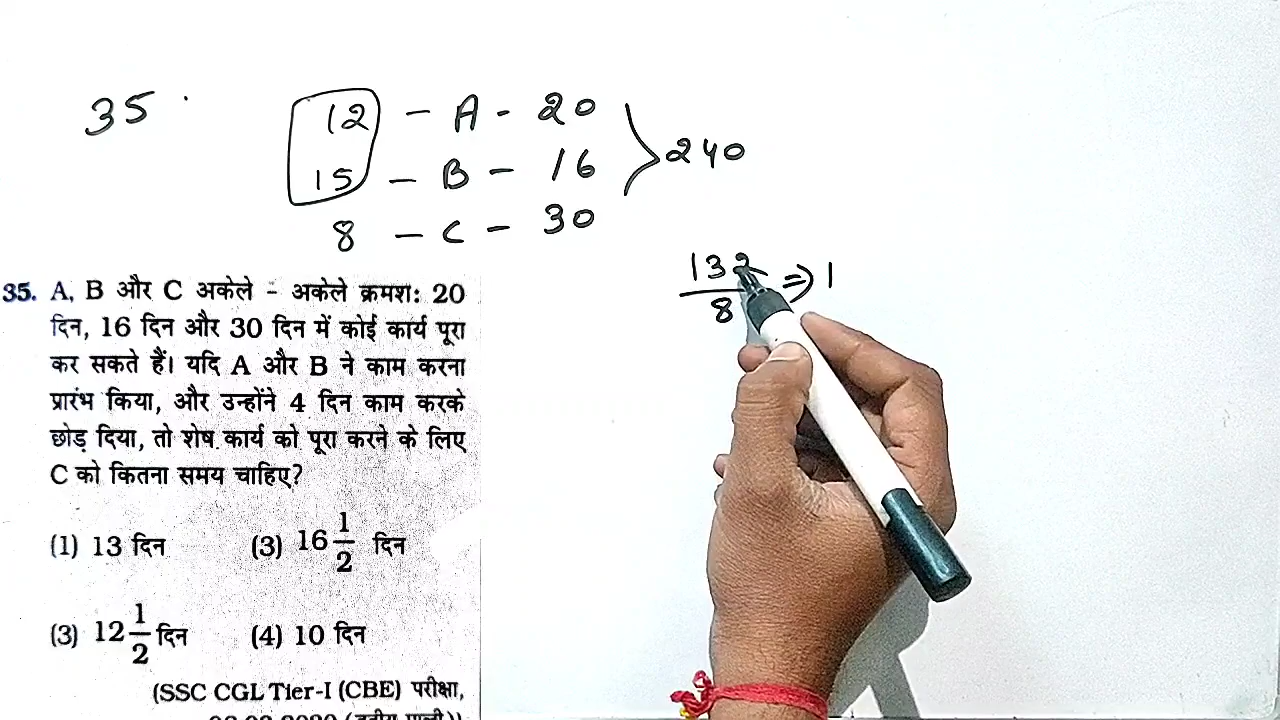 35.
12 - A - 20
15 - B - 16
8 - C - 30
240
132
8
⇒ 1
35. A, B और C अकेले - अकेले क्रमश: 20
दिन, 16 दिन और 30 दिन में कोई कार्य पूरा
कर सकते हैं। यदि A और B ने काम करना
प्रारंभ किया, और उन्होंने 4 दिन काम करके
छोड़ दिया, तो शेष कार्य को पूरा करने के लिए
C को कितना समय चाहिए?
(1) 13 दिन (3) 16 1/2 दिन
(3) 12 1/2 दिन (4) 10 दिन
(SSC CGL Tier-I (CBE) परीक्षा,